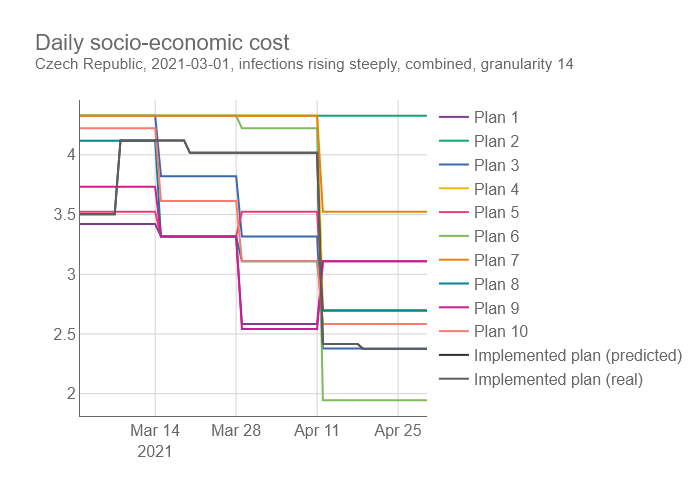 Daily socio-economic cost
Czech Republic, 2021-03-01, infections rising steeply, combined, granularity 14
4
3.5
3
2.5
2
Mar 14
2021
Mar 28
Apr 11
Apr 25
Plan 1
Plan 2
Plan 3
Plan 4
Plan 5
Plan 6
Plan 7
Plan 8
Plan 9
Plan 10
Implemented plan (predicted)
Implemented plan (real)